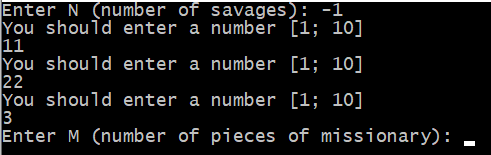 Enter N (number of savages): -1
You should enter a number [1; 10]
11
You should enter a number [1; 10]
22
You should enter a number [1; 10]
3
Enter M (number of pieces of missionary):